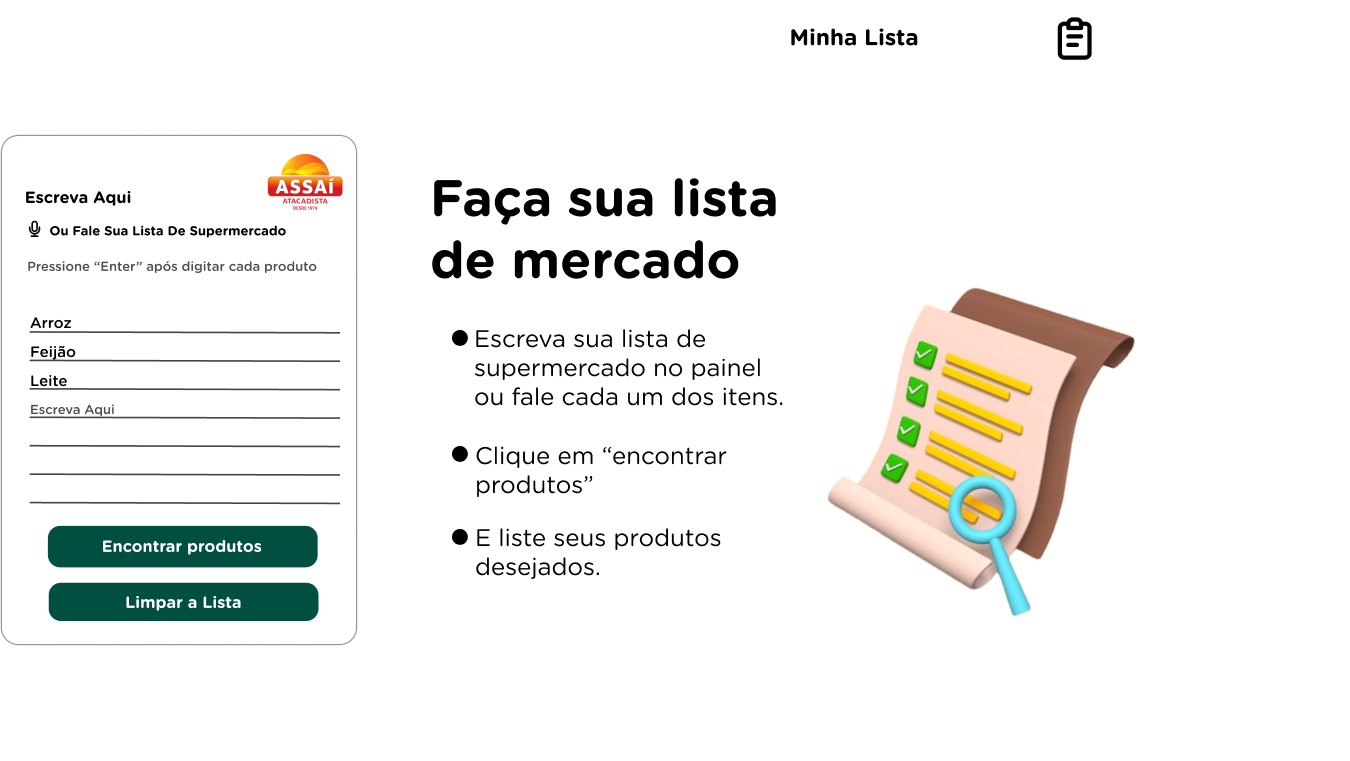 Minha Lista
ASSAÍ
ATACADISTA
DESDE 1974
Escreva Aqui
Ou Fale Sua Lista De Supermercado
Pressione “Enter” após digitar cada produto
Arroz
Feijão
Leite
Escreva Aqui
Encontrar produtos
Limpar a Lista
Faça sua lista
de mercado
Escreva sua lista de
supermercado no painel
ou fale cada um dos itens.
Clique em “encontrar
produtos”
E liste seus produtos
desejados.